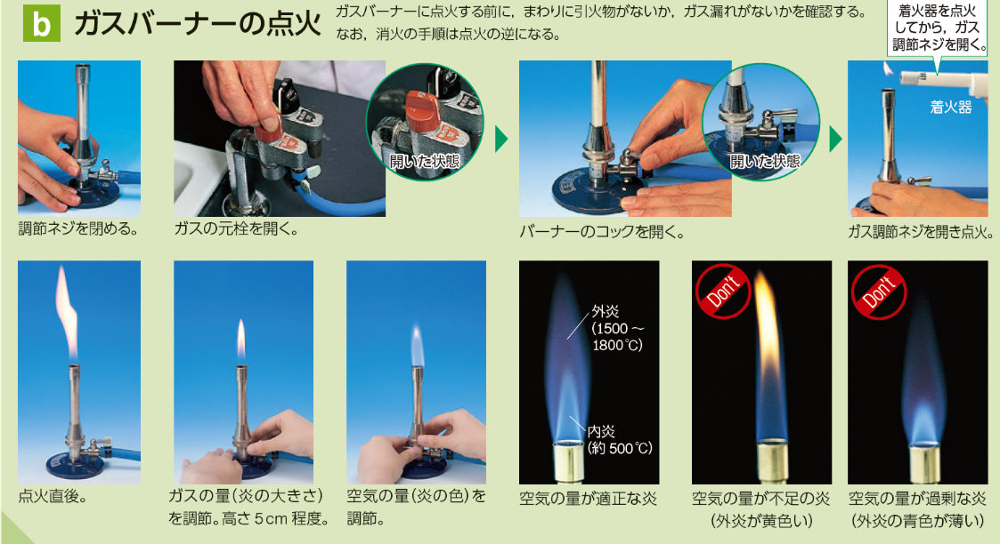 b ガスバーナーの点火
ガスバーナーに点火する前に，まわりに引火物がないか，ガス漏れがないかを確認する。
なお，消火の手順は点火の逆になる。
着火器を点火
してから，ガス
調節ネジを開く。
開いた状態
開いた状態
着火器
調節ネジを閉める。
ガスの元栓を開く。
バーナーのコックを開く。
ガス調節ネジを開き点火。
外炎
(1500～
1800℃)
内炎
(約500℃)
Don't
Don't
点火直後。
ガスの量(炎の大きさ)
を調節。高さ5cm 程度。
空気の量(炎の色)を
調節。
空気の量が適正な炎
空気の量が不足の炎
(外炎が黄色い)
空気の量が過剰な炎
(外炎の青色が薄い)